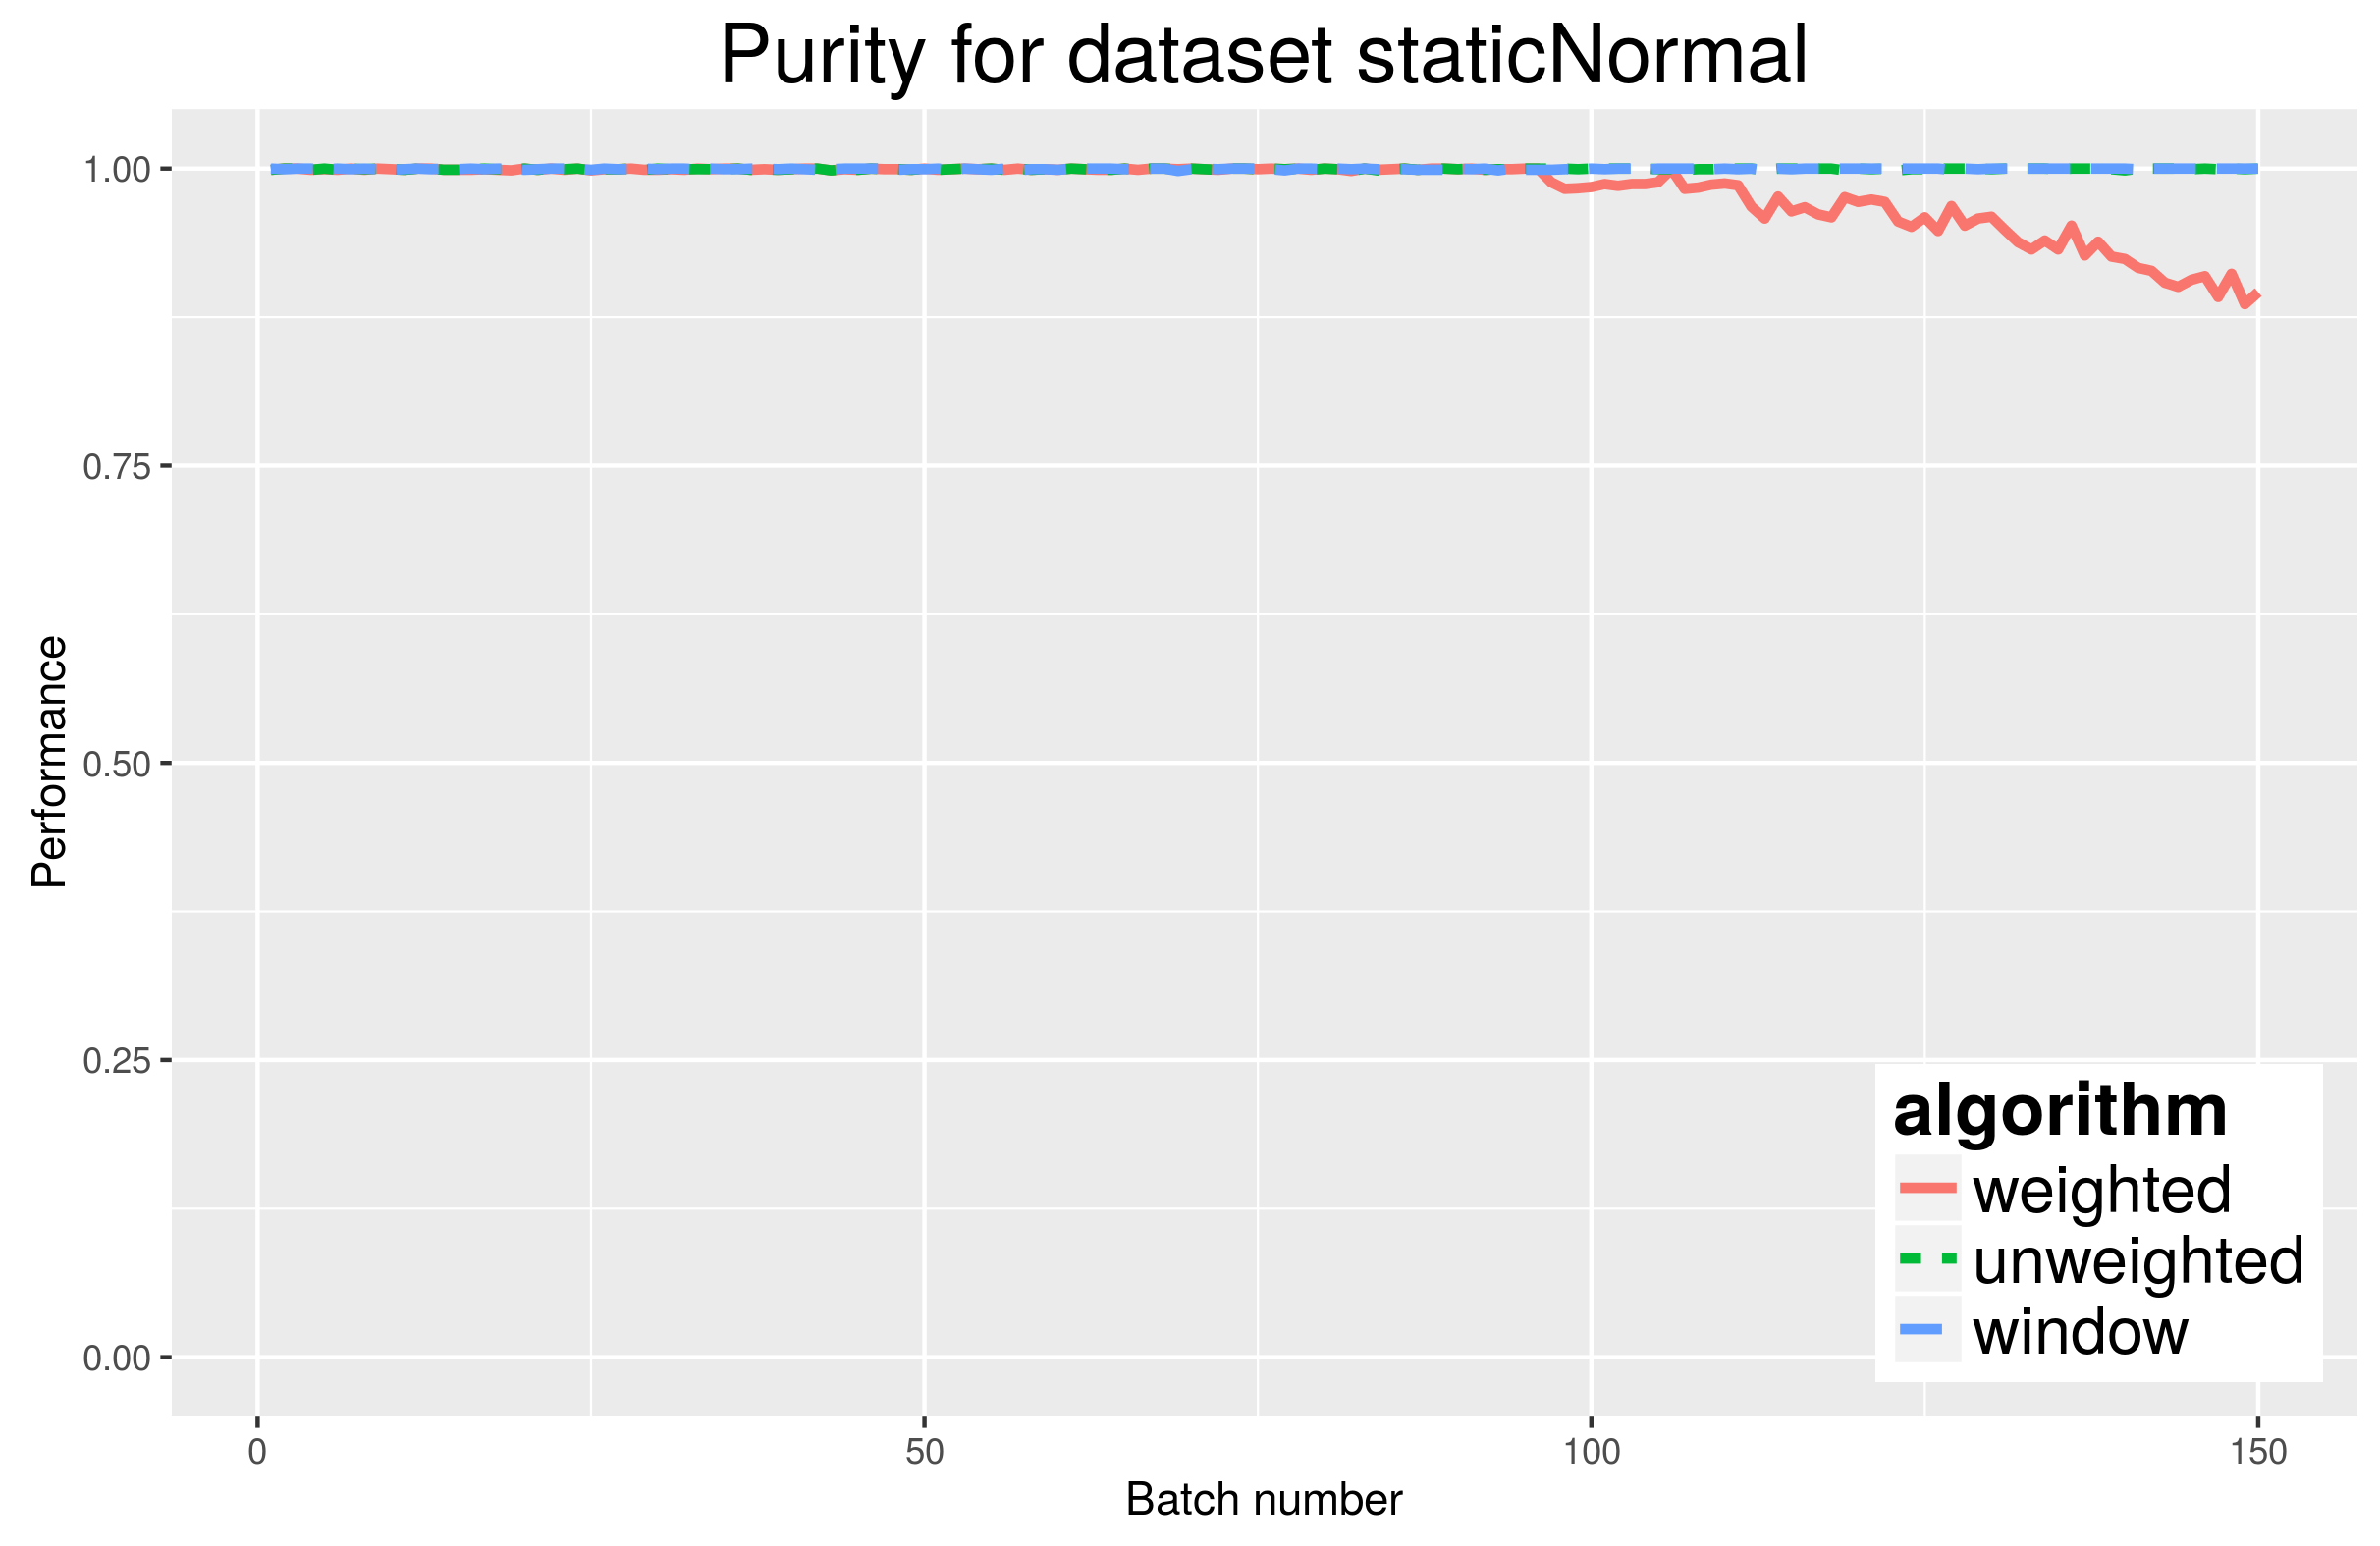 Purity for dataset staticNormal
1.00
0.75
0.50
0.25
0.00
Performance
0
50
100
150
Batch number
algorithm
weighted
unweighted
window